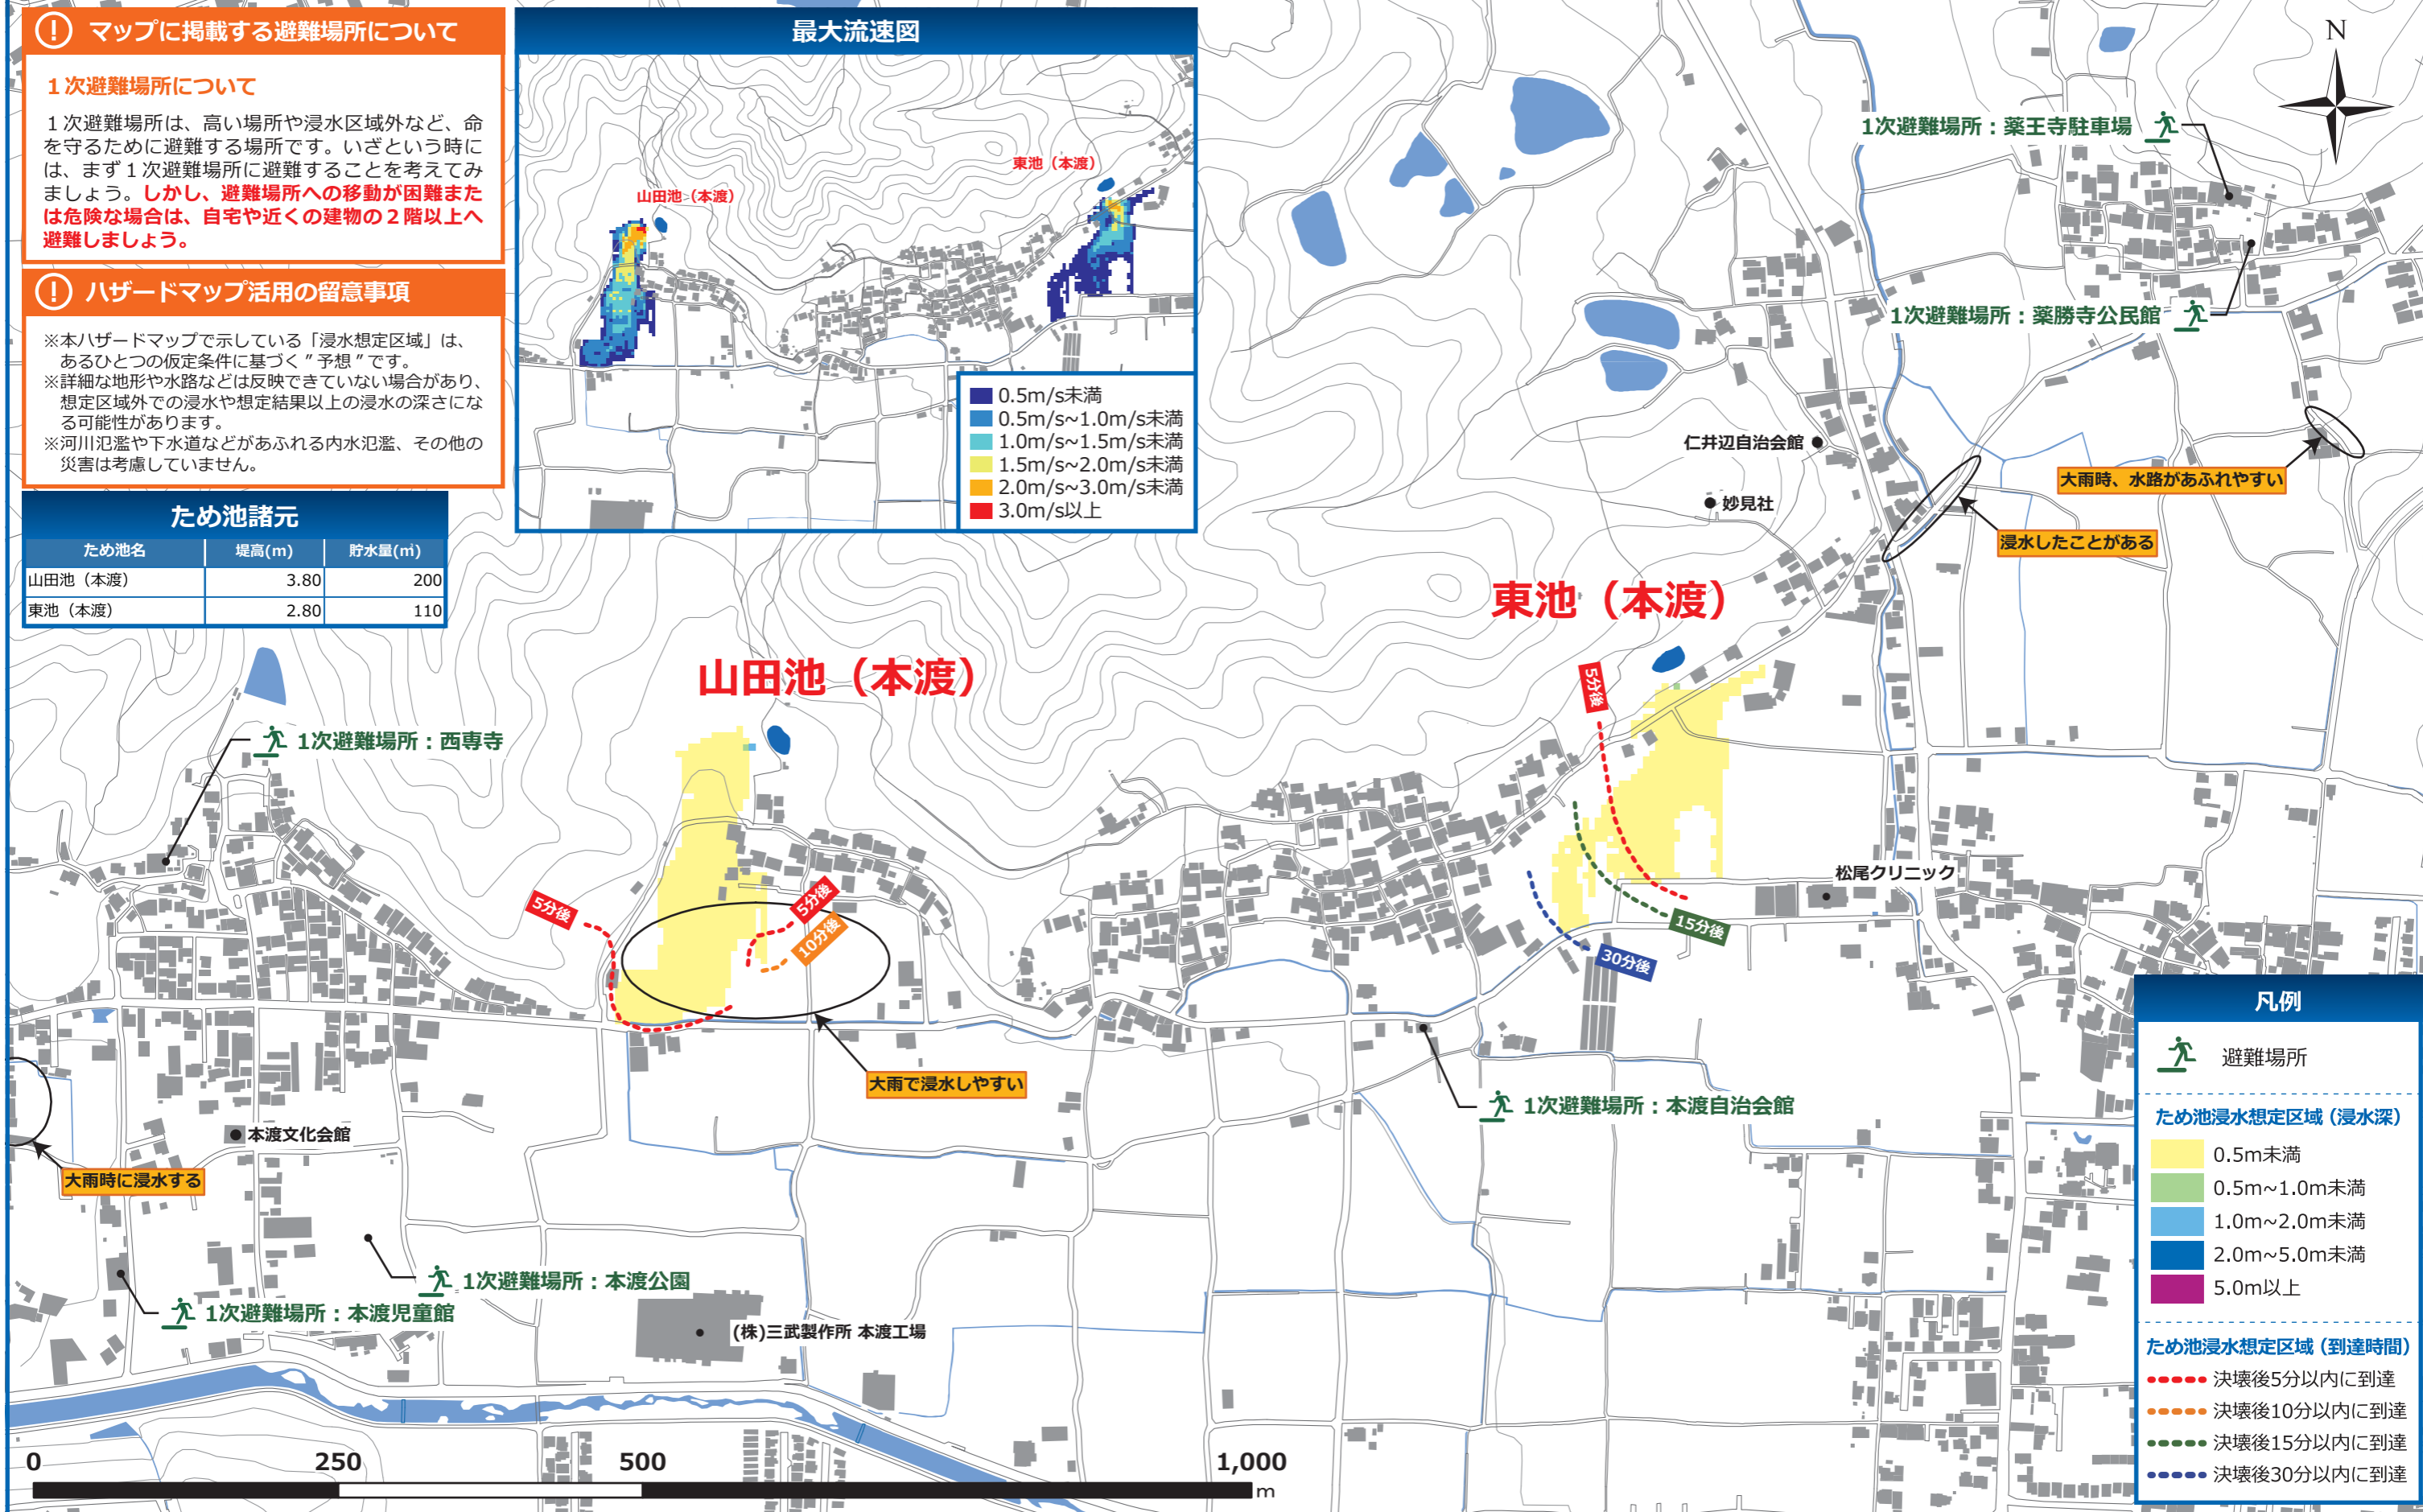 マップに掲載する避難場所について
1次避難場所について
1次避難場所は、高い場所や浸水区域外など、命
を守るために避難する場所です。いざという時に
は、まず1次避難場所に避難することを考えてみ
ましょう。しかし、避難場所への移動が困難また
は危険な場合は、自宅や近くの建物の2階以上へ
避難しましょう。
ハザードマップ活用の留意事項
※本ハザードマップで示している「浸水想定区域」は、
あるひとつの仮定条件に基づく"予想"です。
※詳細な地形や水路などは反映できていない場合があり、
想定区域外での浸水や想定結果以上の浸水の深さにな
る可能性があります。
※河川氾濫や下水道などがあふれる内水氾濫、その他の
災害は考慮していません。
ため池諸元
ため池名 堤高(m) 貯水量(㎥)
山田池(本渡) 3.80 200
東池(本渡) 2.80 110
最大流速図
東池(本渡)
山田池(本渡)
0.5m/s未満
0.5m/s~1.0m/s未満
1.0m/s~1.5m/s未満
1.5m/s~2.0m/s未満
2.0m/s~3.0m/s未満
3.0m/s以上
N
1次避難場所:薬王寺駐車場
1次避難場所:薬勝寺公民館
仁井辺自治会館
大雨時、水路があふれやすい
妙見社
浸水したことがある
東池(本渡)
山田池(本渡)
5分後
1次避難場所:西専寺
松尾クリニック
5分後
5分後
10分後
15分後
30分後
大雨で浸水しやすい
1次避難場所:本渡自治会館
本渡文化会館
大雨時に浸水する
1次避難場所:本渡公園
1次避難場所:本渡児童館
(株)三武製作所 本渡工場
凡例
避難場所
ため池浸水想定区域(浸水深)
0.5m未満
0.5m~1.0m未満
1.0m~2.0m未満
2.0m~5.0m未満
5.0m以上
ため池浸水想定区域(到達時間)
決壊後5分以内に到達
決壊後10分以内に到達
決壊後15分以内に到達
決壊後30分以内に到達
0 250 500 1,000
m